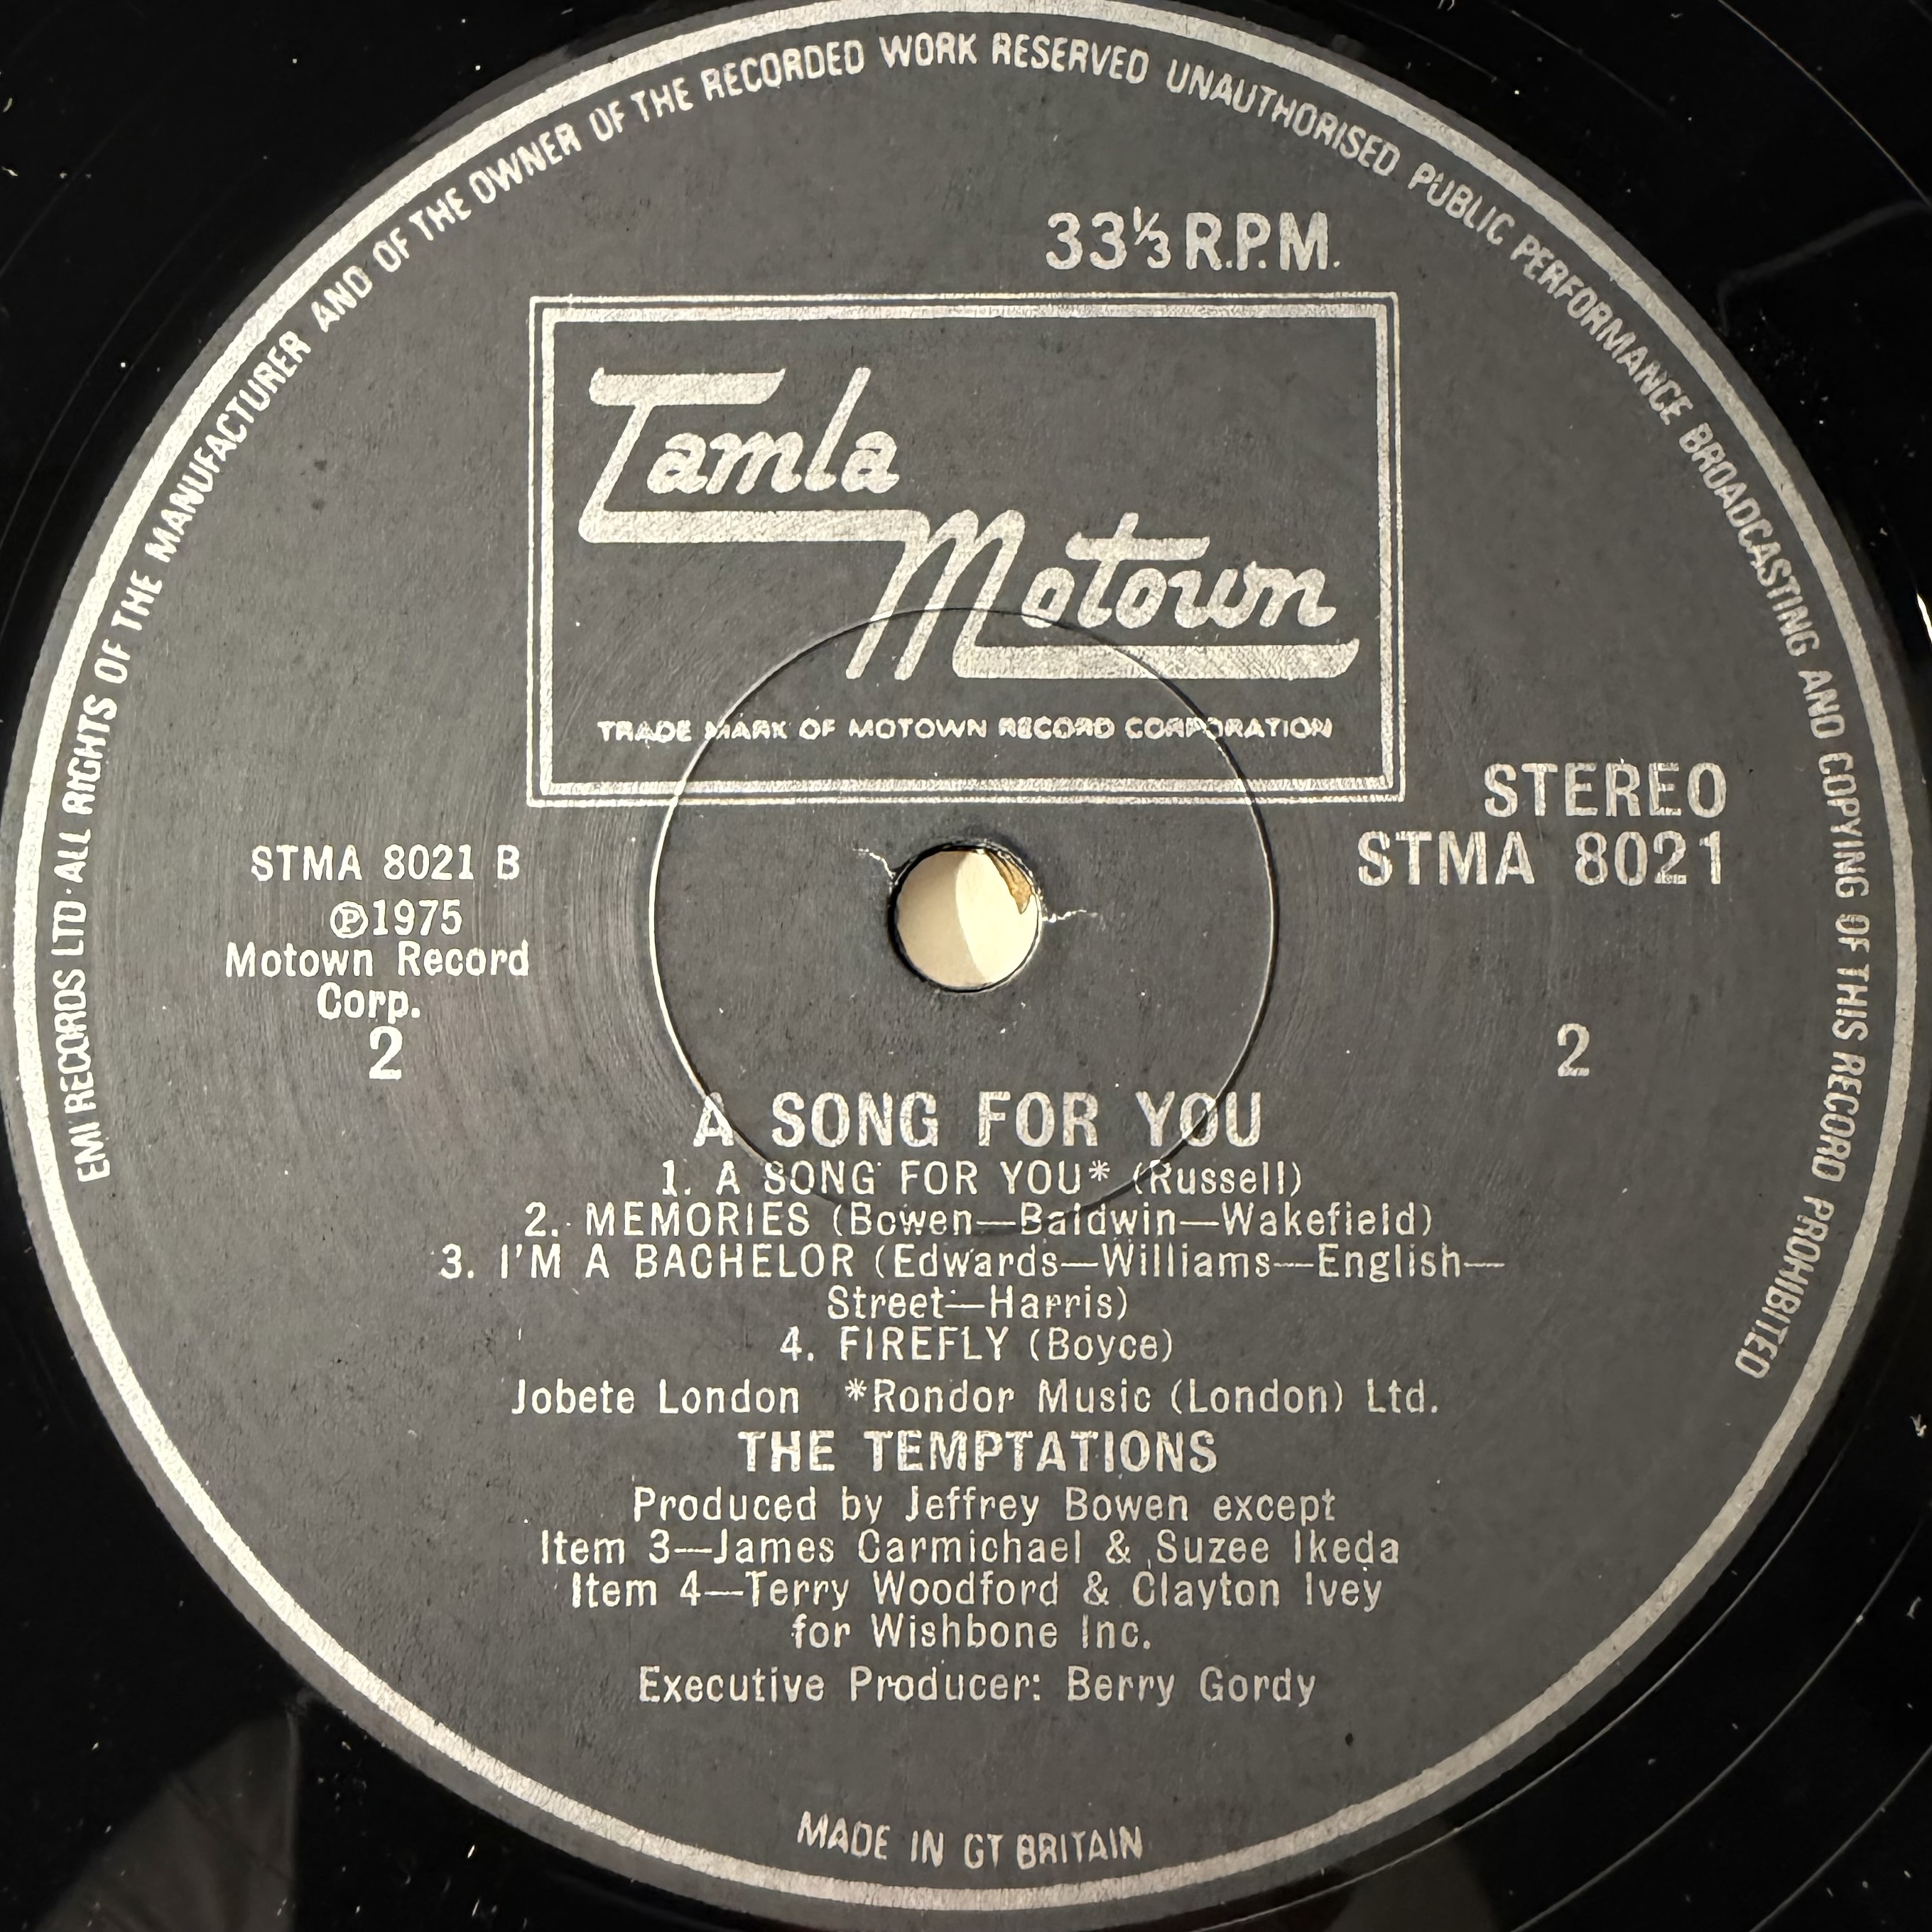 EMI RECORDS LTD·ALL RIGHTS OF THE MANUFACTURER AND OF THE OWNER OF THE RECORDED WORK RESERVED UNAUTHORISED PUBLIC PERFORMANCE BROADCASTING AND COPYING OF THIS RECORD PROHIBITED
33⅓ R.P.M.
Tamla
Motown
TRADE MARK OF MOTOWN RECORD CORPORATION
STEREO
STMA 8021
STMA 8021 B
℗1975
Motown Record
Corp.
2
2
A SONG FOR YOU
1. A SONG FOR YOU* (Russell)
2. MEMORIES (Bowen—Baldwin—Wakefield)
3. I'M A BACHELOR (Edwards—Williams—English—
Street—Harris)
4. FIREFLY (Boyce)
Jobete London *Rondor Music (London) Ltd.
THE TEMPTATIONS
Produced by Jeffrey Bowen except
Item 3—James Carmichael & Suzee Ikeda
Item 4—Terry Woodford & Clayton Ivey
for Wishbone Inc.
Executive Producer: Berry Gordy
MADE IN GT BRITAIN